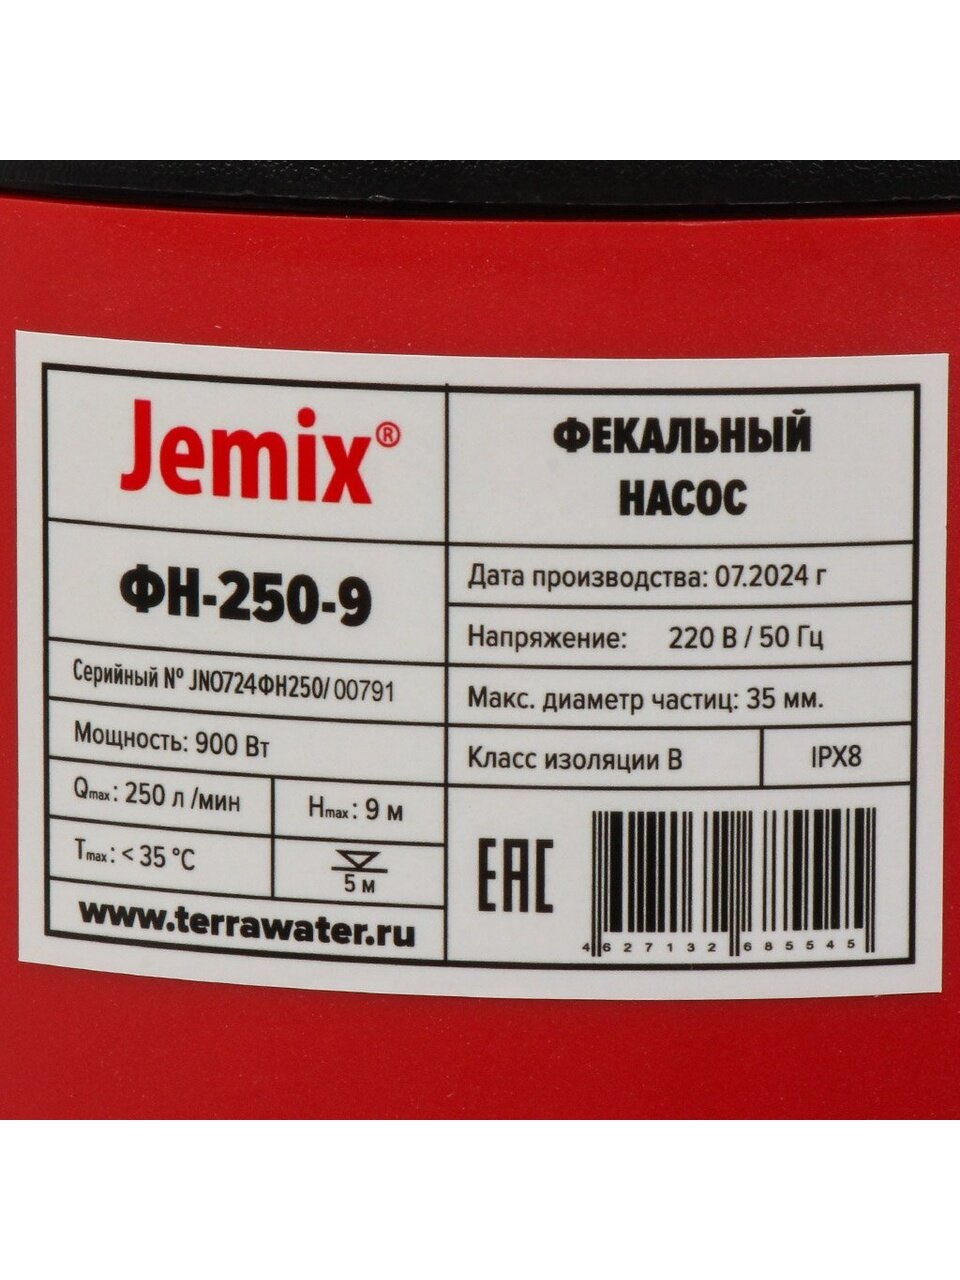 Jemix®
ФЕКАЛЬНЫЙ
НАСОС
ФН-250-9
Серийный № JN0724ФН250/00791
Мощность: 900 Вт
Qmax: 250 л /мин
Hmax: 9 м
Tmax: < 35 °C
5 м
www.terrawater.ru
Дата производства: 07.2024 г
Напряжение: 220 В / 50 Гц
Макс. диаметр частиц: 35 мм.
Класс изоляции В
IPX8
EAC
4 627132 685545